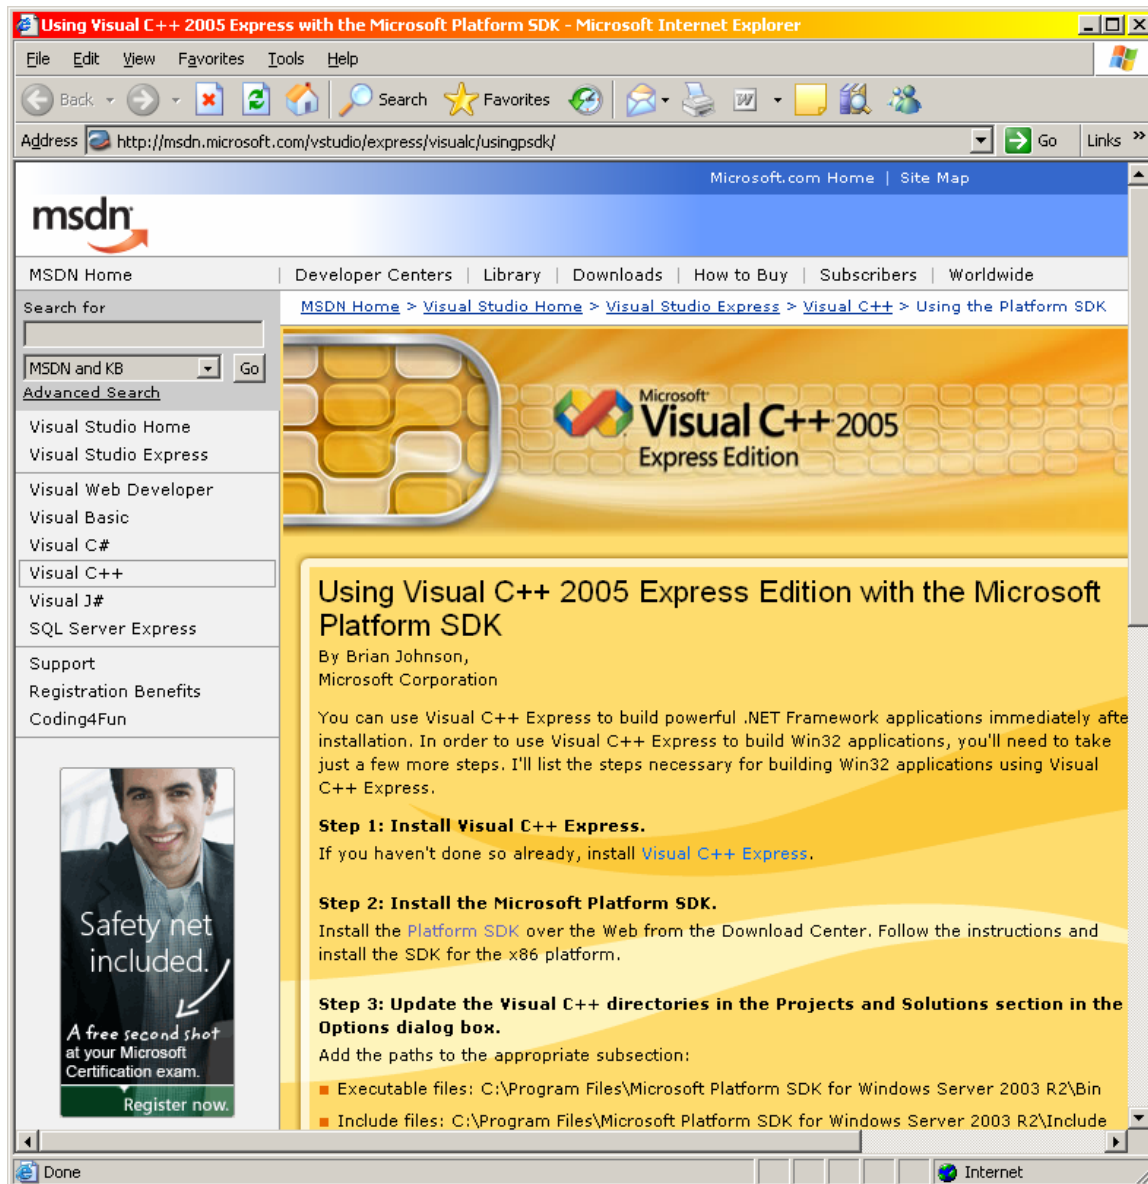 Using Visual C++ 2005 Express with the Microsoft Platform SDK - Microsoft Internet Explorer
File Edit View Favorites Tools Help
Back Search Favorites
Address http://msdn.microsoft.com/vstudio/express/visualc/usingpsdk/ Go Links »
Microsoft.com Home | Site Map
msdn
MSDN Home | Developer Centers | Library | Downloads | How to Buy | Subscribers | Worldwide
Search for
MSDN and KB Go
Advanced Search
Visual Studio Home
Visual Studio Express
Visual Web Developer
Visual Basic
Visual C#
Visual C++
Visual J#
SQL Server Express
Support
Registration Benefits
Coding4Fun
Safety net
included.
A free second shot
at your Microsoft
Certification exam.
Register now.
MSDN Home > Visual Studio Home > Visual Studio Express > Visual C++ > Using the Platform SDK
Microsoft
Visual C++ 2005
Express Edition
Using Visual C++ 2005 Express Edition with the Microsoft
Platform SDK
By Brian Johnson,
Microsoft Corporation
You can use Visual C++ Express to build powerful .NET Framework applications immediately afte
installation. In order to use Visual C++ Express to build Win32 applications, you'll need to take
just a few more steps. I'll list the steps necessary for building Win32 applications using Visual
C++ Express.
Step 1: Install Visual C++ Express.
If you haven't done so already, install Visual C++ Express.
Step 2: Install the Microsoft Platform SDK.
Install the Platform SDK over the Web from the Download Center. Follow the instructions and
install the SDK for the x86 platform.
Step 3: Update the Visual C++ directories in the Projects and Solutions section in the
Options dialog box.
Add the paths to the appropriate subsection:
Executable files: C:\Program Files\Microsoft Platform SDK for Windows Server 2003 R2\Bin
Include files: C:\Program Files\Microsoft Platform SDK for Windows Server 2003 R2\Include
Done Internet